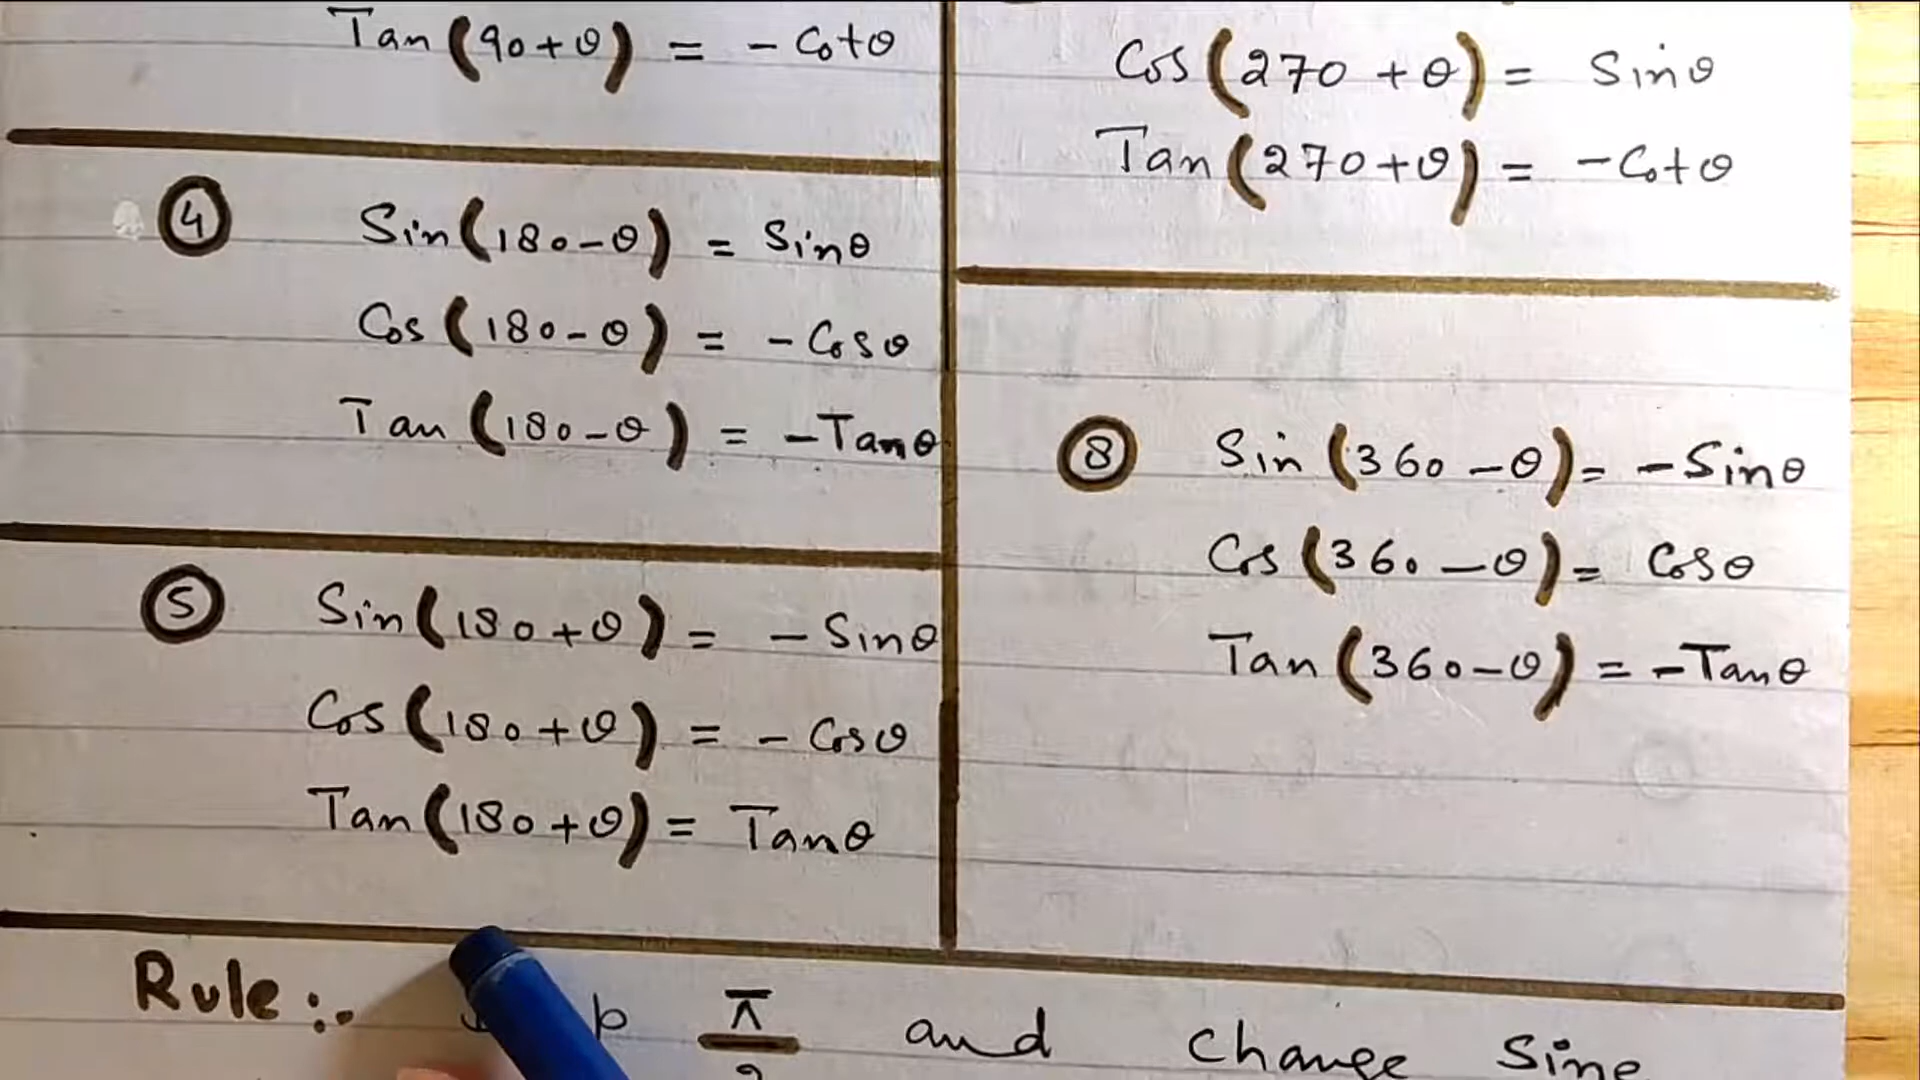 Tan(90+θ) = -Cotθ
④ Sin(180-θ) = Sinθ
Cos(180-θ) = -Cosθ
Tan(180-θ) = -Tanθ
⑤ Sin(180+θ) = -Sinθ
Cos(180+θ) = -Cosθ
Tan(180+θ) = Tanθ
Cos(270+θ) = Sinθ
Tan(270+θ) = -Cotθ
⑧ Sin(360-θ) = -Sinθ
Cos(360-θ) = Cosθ
Tan(360-θ) = -Tanθ
Rule:- π and change Sine